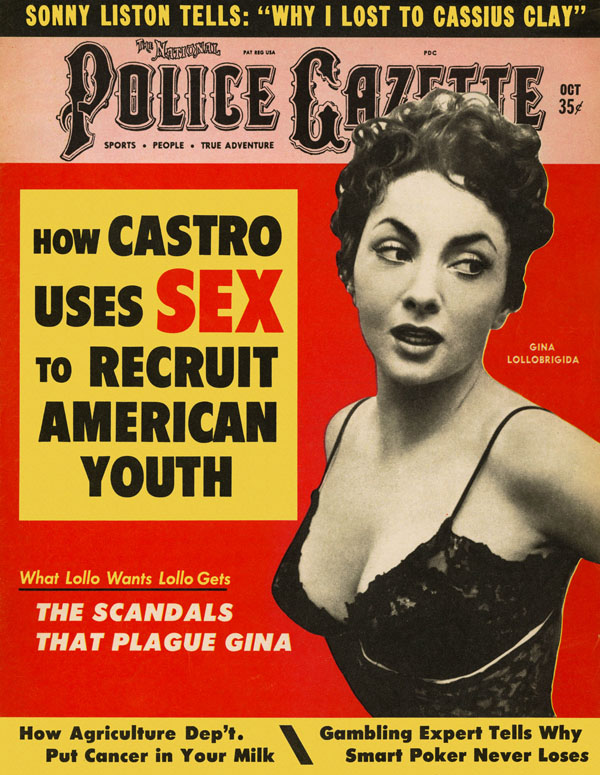 SONNY LISTON TELLS: "WHY I LOST TO CASSIUS CLAY"
THE NATIONAL
PAT REG USA
PDC
POLICE GAZETTE
OCT
35¢
SPORTS • PEOPLE • TRUE ADVENTURE
HOW CASTRO
USES SEX
TO RECRUIT
AMERICAN
YOUTH
GINA
LOLLOBRIGIDA
What Lollo Wants Lollo Gets
THE SCANDALS
THAT PLAGUE GINA
How Agriculture Dep't.
Put Cancer in Your Milk
Gambling Expert Tells Why
Smart Poker Never Loses